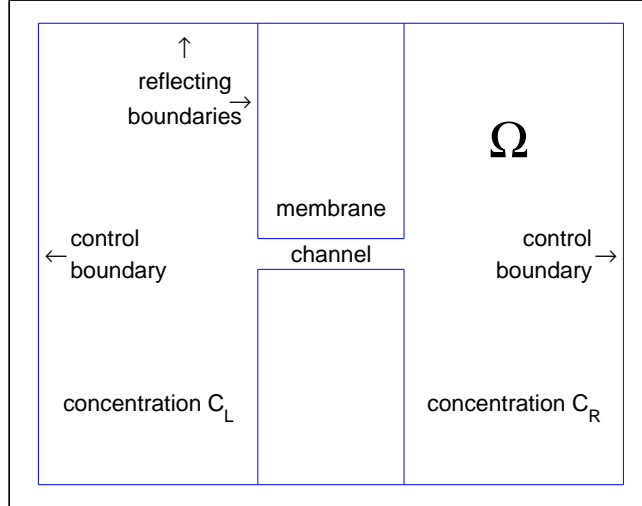 ↑
reflecting
boundaries →
Ω
membrane
channel
← control
boundary
control
boundary →
concentration C_L
concentration C_R